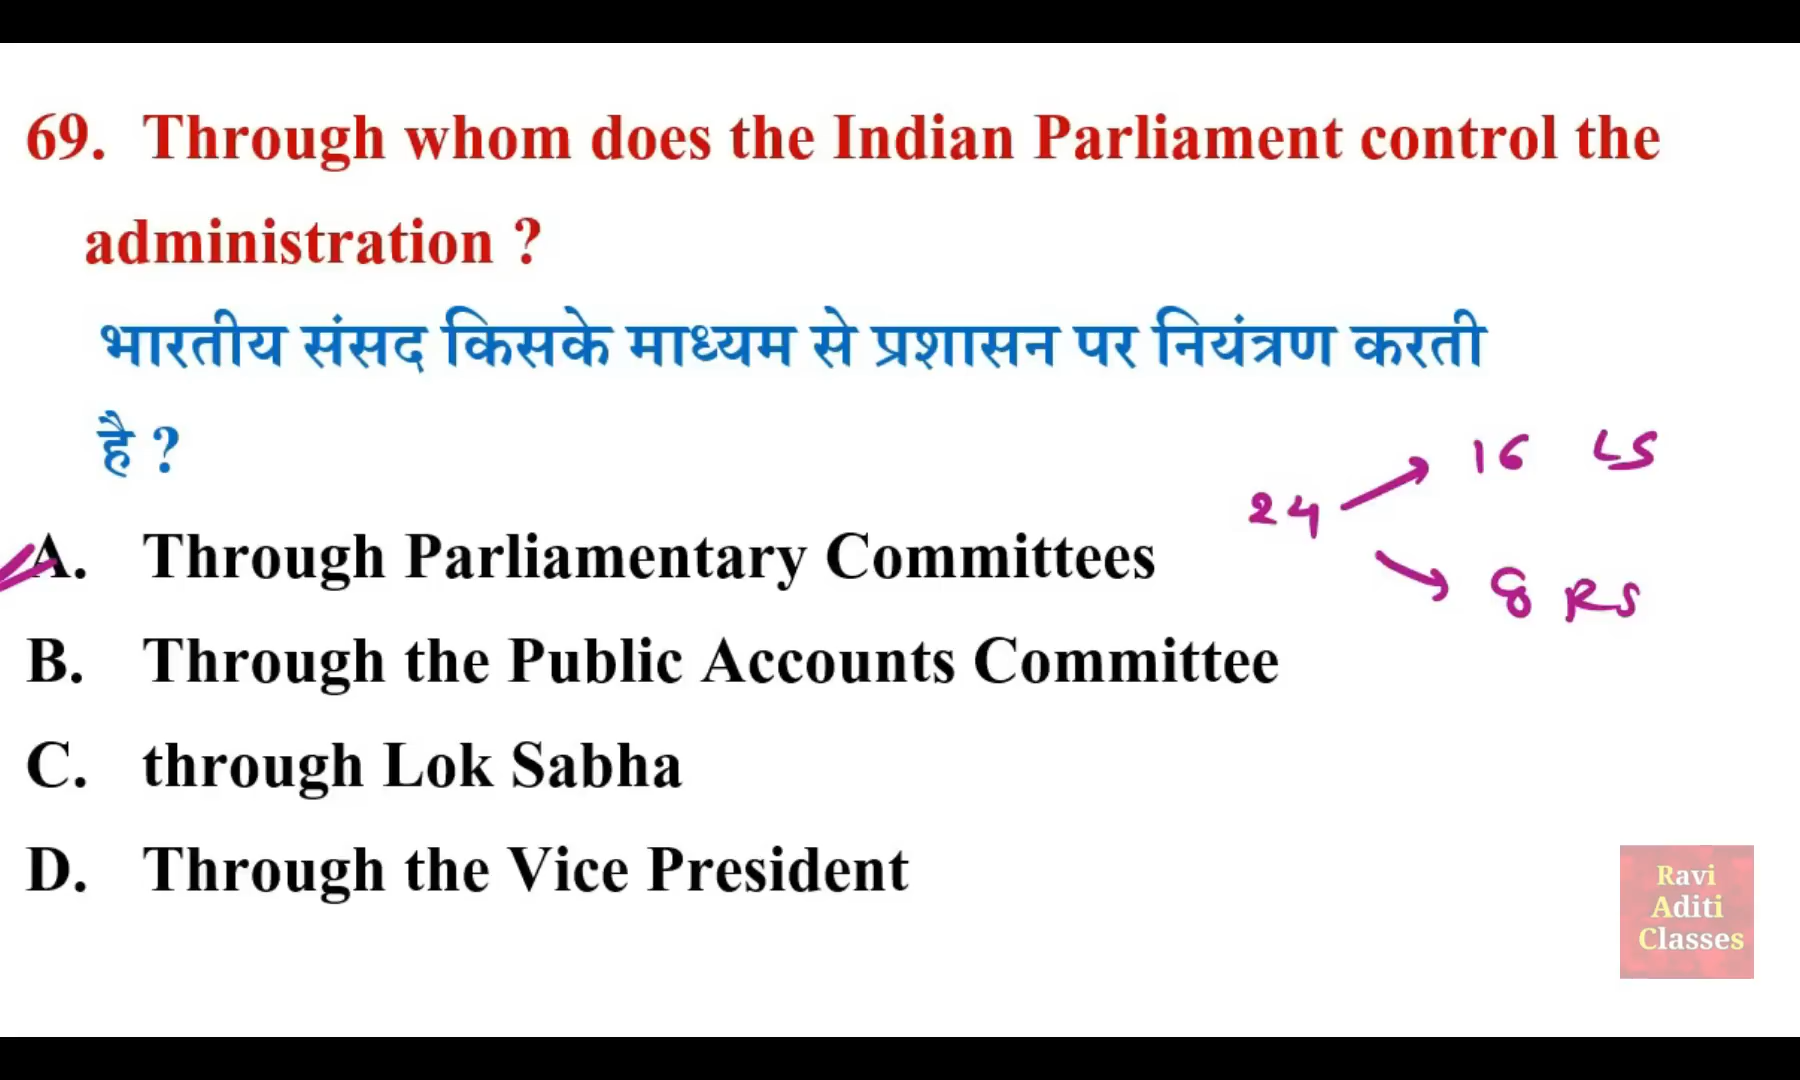 69. Through whom does the Indian Parliament control the
administration ?
भारतीय संसद किसके माध्यम से प्रशासन पर नियंत्रण करती
है ?
24 → 16 LS
→ 8 RS
A. Through Parliamentary Committees
B. Through the Public Accounts Committee
C. through Lok Sabha
D. Through the Vice President
Ravi
Aditi
Classes